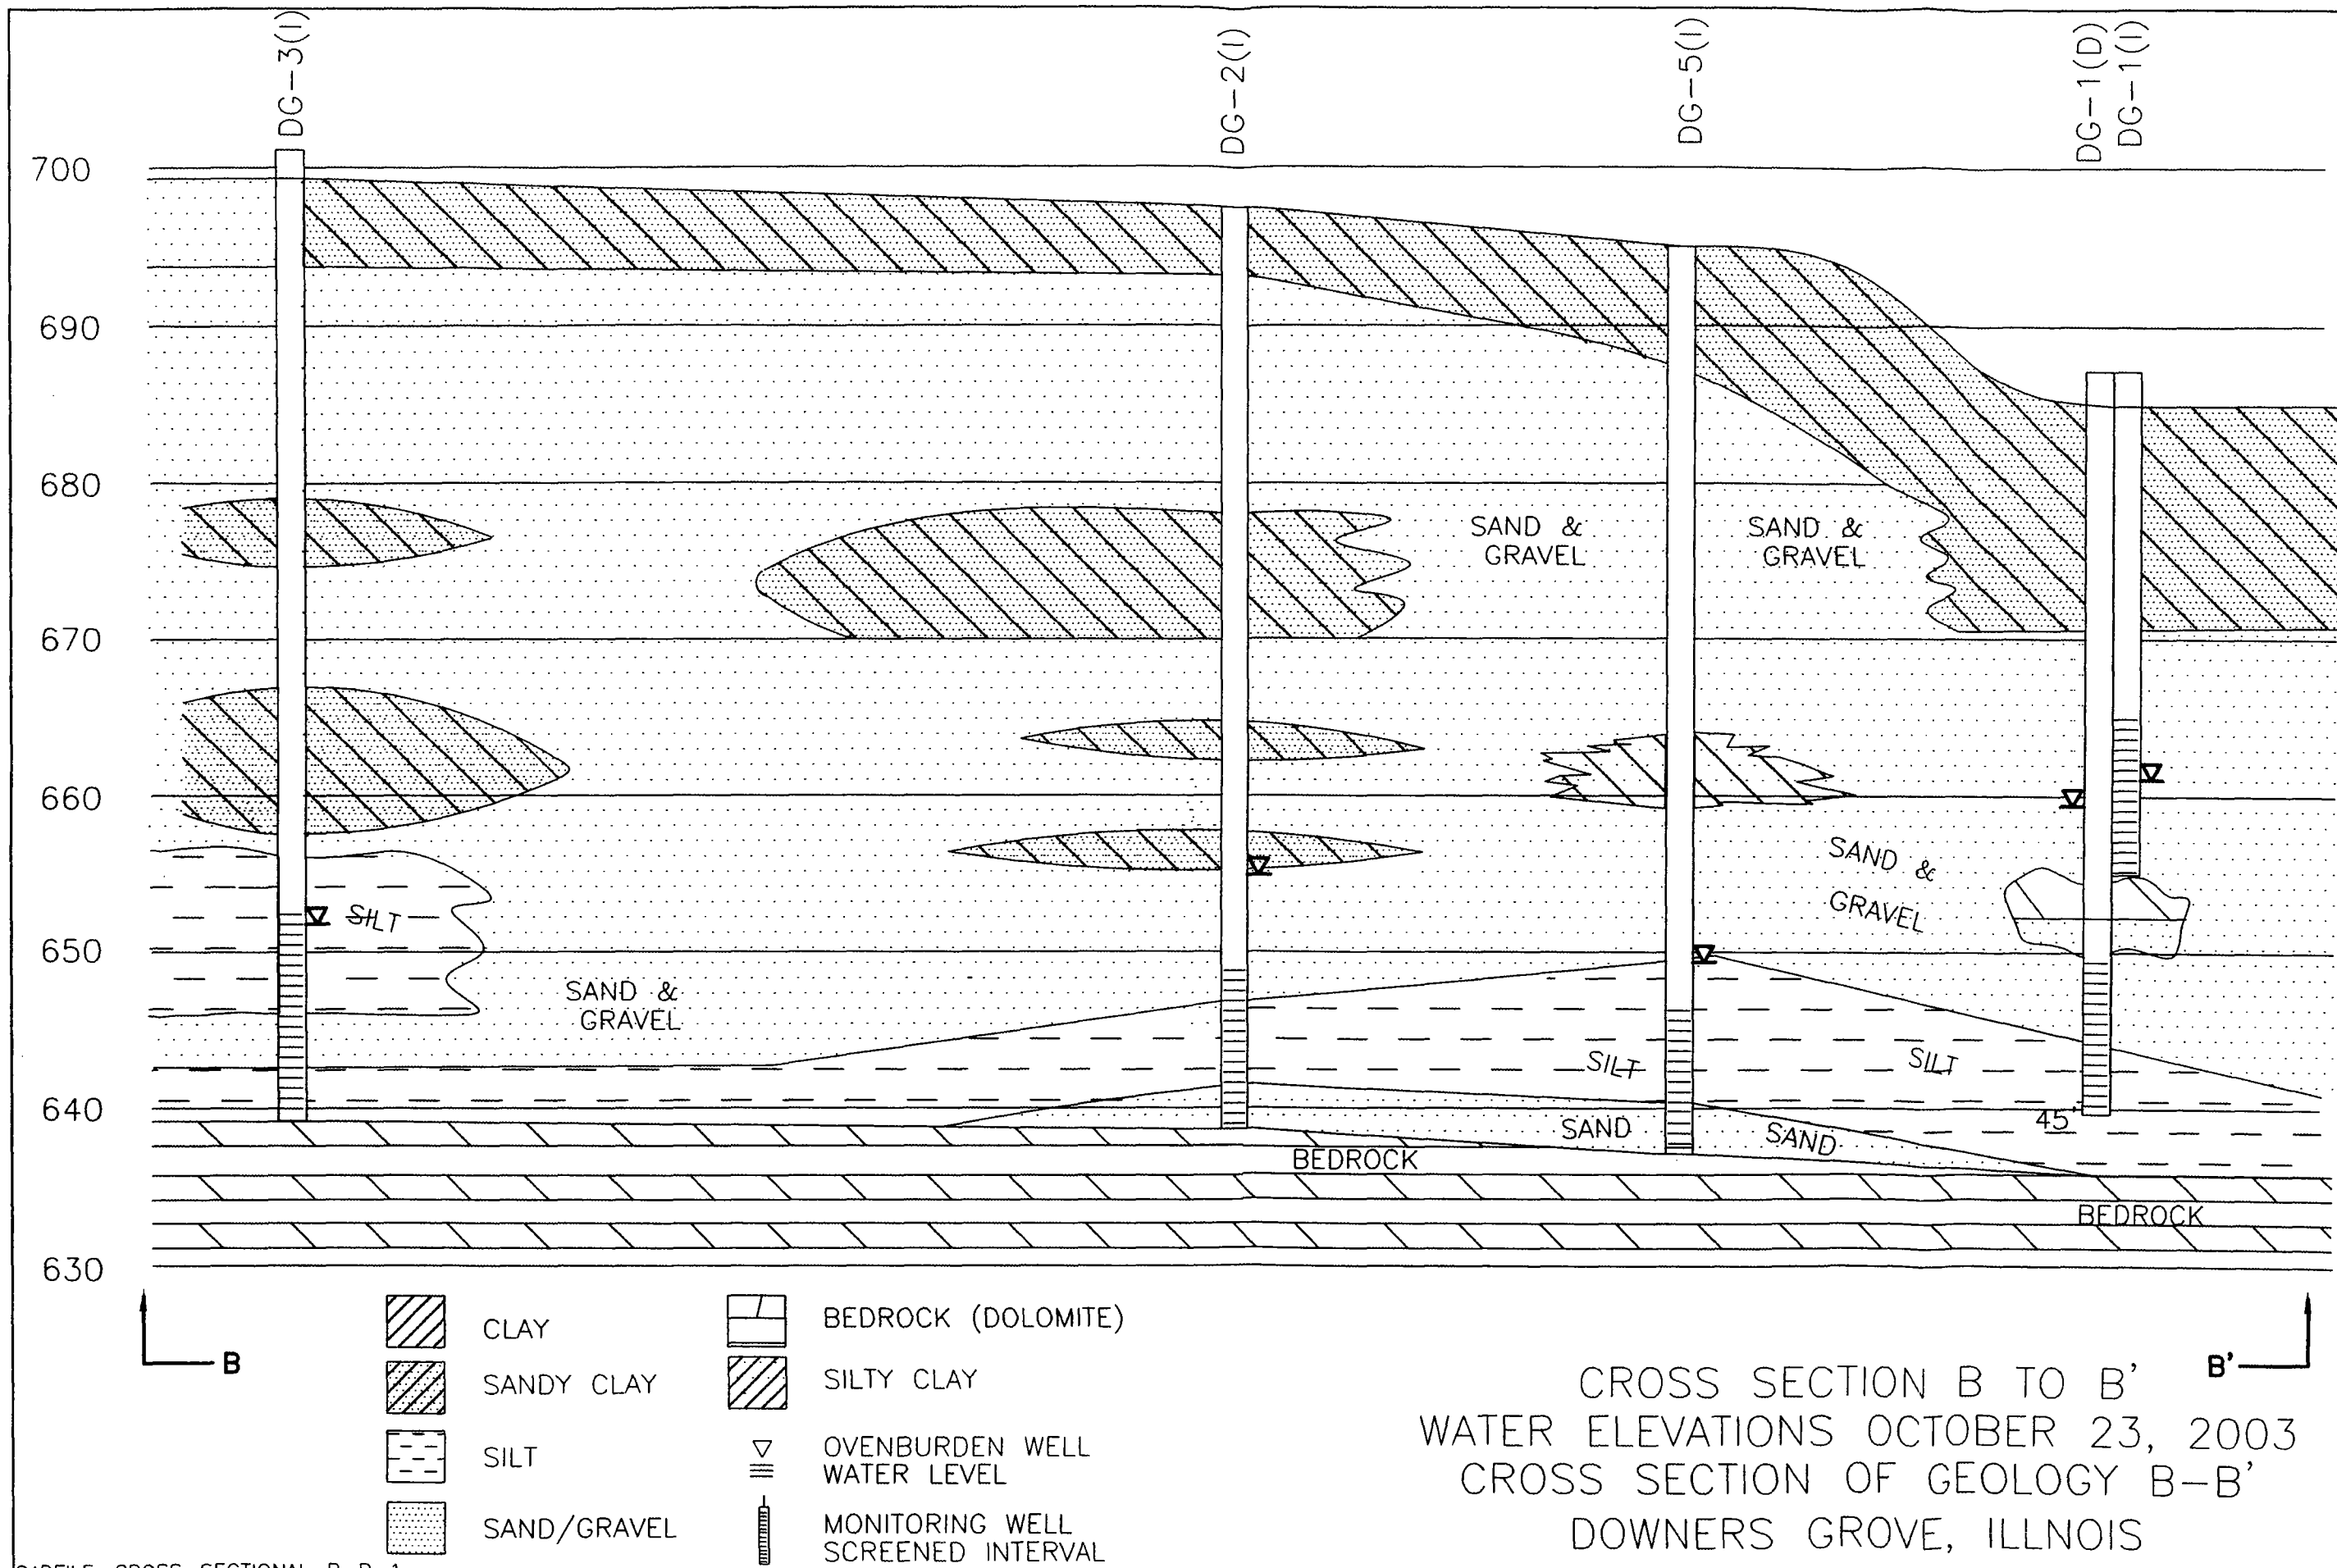 DG-3(I)
DG-2(I)
DG-5(I)
DG-1(D)
DG-1(I)
700
690
680
670
660
650
640
630
SAND &
GRAVEL
SAND &
GRAVEL
SAND &
GRAVEL
SILT
SAND &
GRAVEL
SILT
SILT
45'
SAND
SAND
BEDROCK
BEDROCK
B
B'
CLAY
SANDY CLAY
SILT
SAND/GRAVEL
BEDROCK (DOLOMITE)
SILTY CLAY
OVENBURDEN WELL
WATER LEVEL
MONITORING WELL
SCREENED INTERVAL
CROSS SECTION B TO B'
WATER ELEVATIONS OCTOBER 23, 2003
CROSS SECTION OF GEOLOGY B-B'
DOWNERS GROVE, ILLNOIS